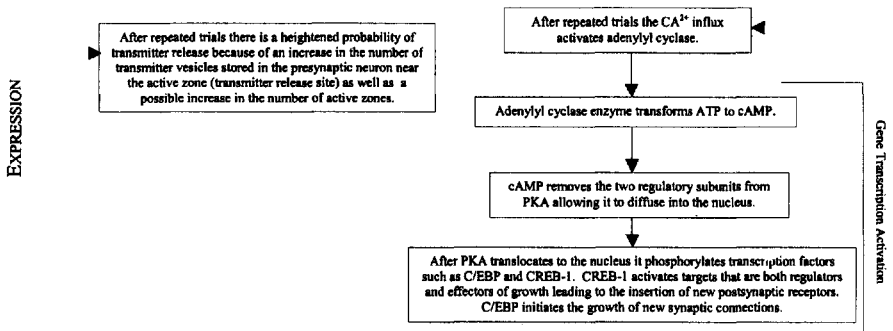 EXPRESSION
After repeated trials there is a heightened probability of
transmitter release because of an increase in the number of
transmitter vesicles stored in the presynaptic neuron near
the active zone (transmitter release site) as well as a
possible increase in the number of active zones.
After repeated trials the CA²⁺ influx
activates adenylyl cyclase.
Adenylyl cyclase enzyme transforms ATP to cAMP.
cAMP removes the two regulatory subunits from
PKA allowing it to diffuse into the nucleus.
After PKA translocates to the nucleus it phosphorylates transcription factors
such as C/EBP and CREB-1. CREB-1 activates targets that are both regulators
and effectors of growth leading to the insertion of new postsynaptic receptors.
C/EBP initiates the growth of new synaptic connections.
Gene Transcription Activation